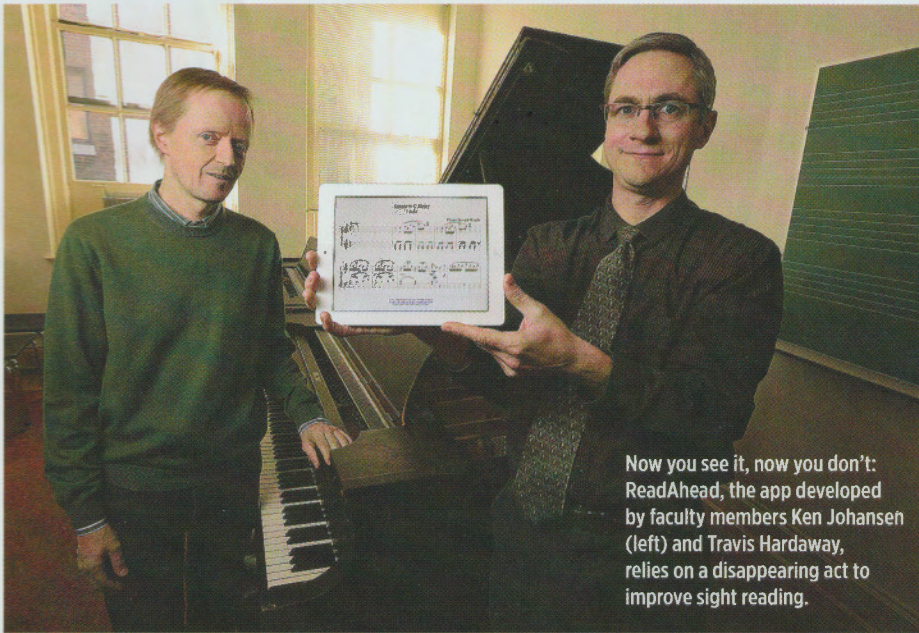 Now you see it, now you don't:
ReadAhead, the app developed
by faculty members Ken Johansen
(left) and Travis Hardaway,
relies on a disappearing act to
improve sight reading.